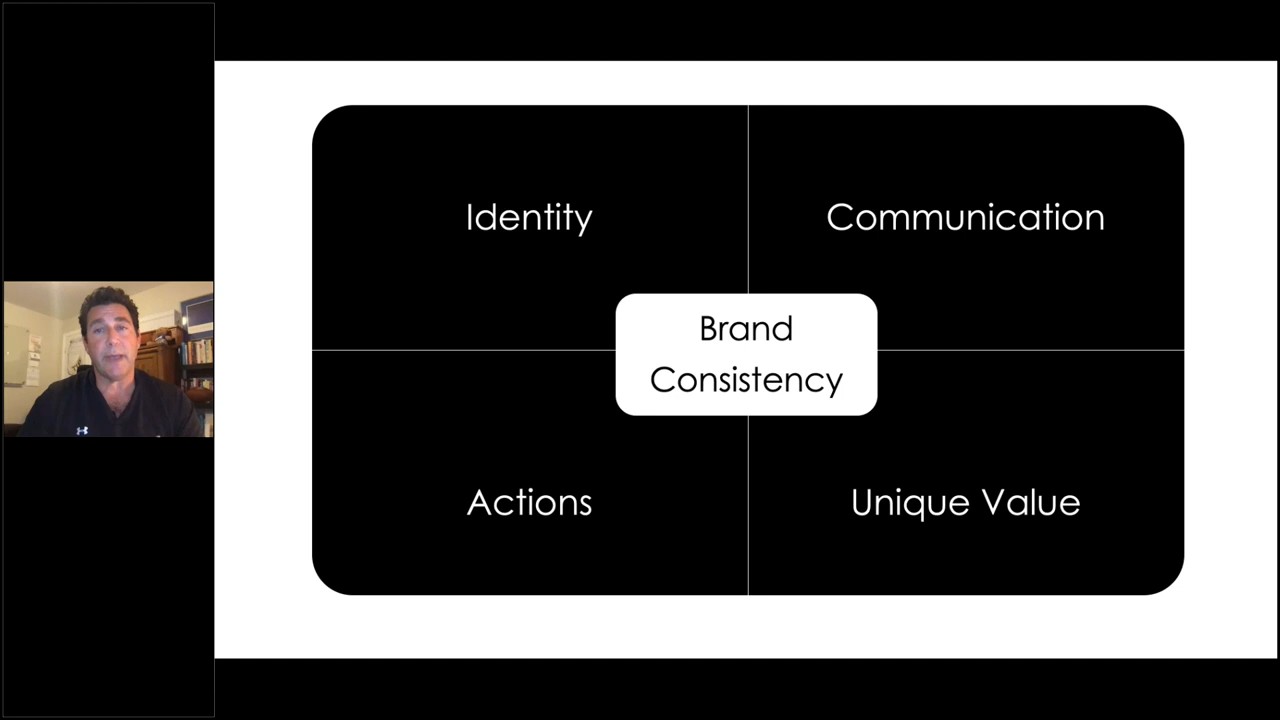 Identity
Communication
Brand
Consistency
Actions
Unique Value